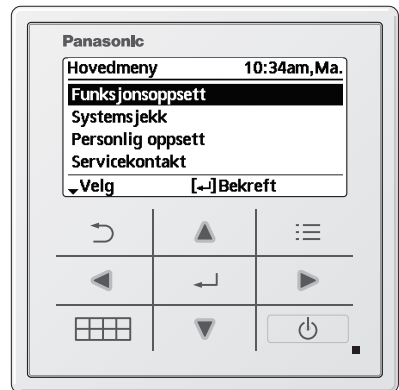 Panasonic
Hovedmeny 10:34am,Ma.
Funksjonsoppsett
Systemsjekk
Personlig oppsett
Servicekontakt
Velg [↵]Bekreft